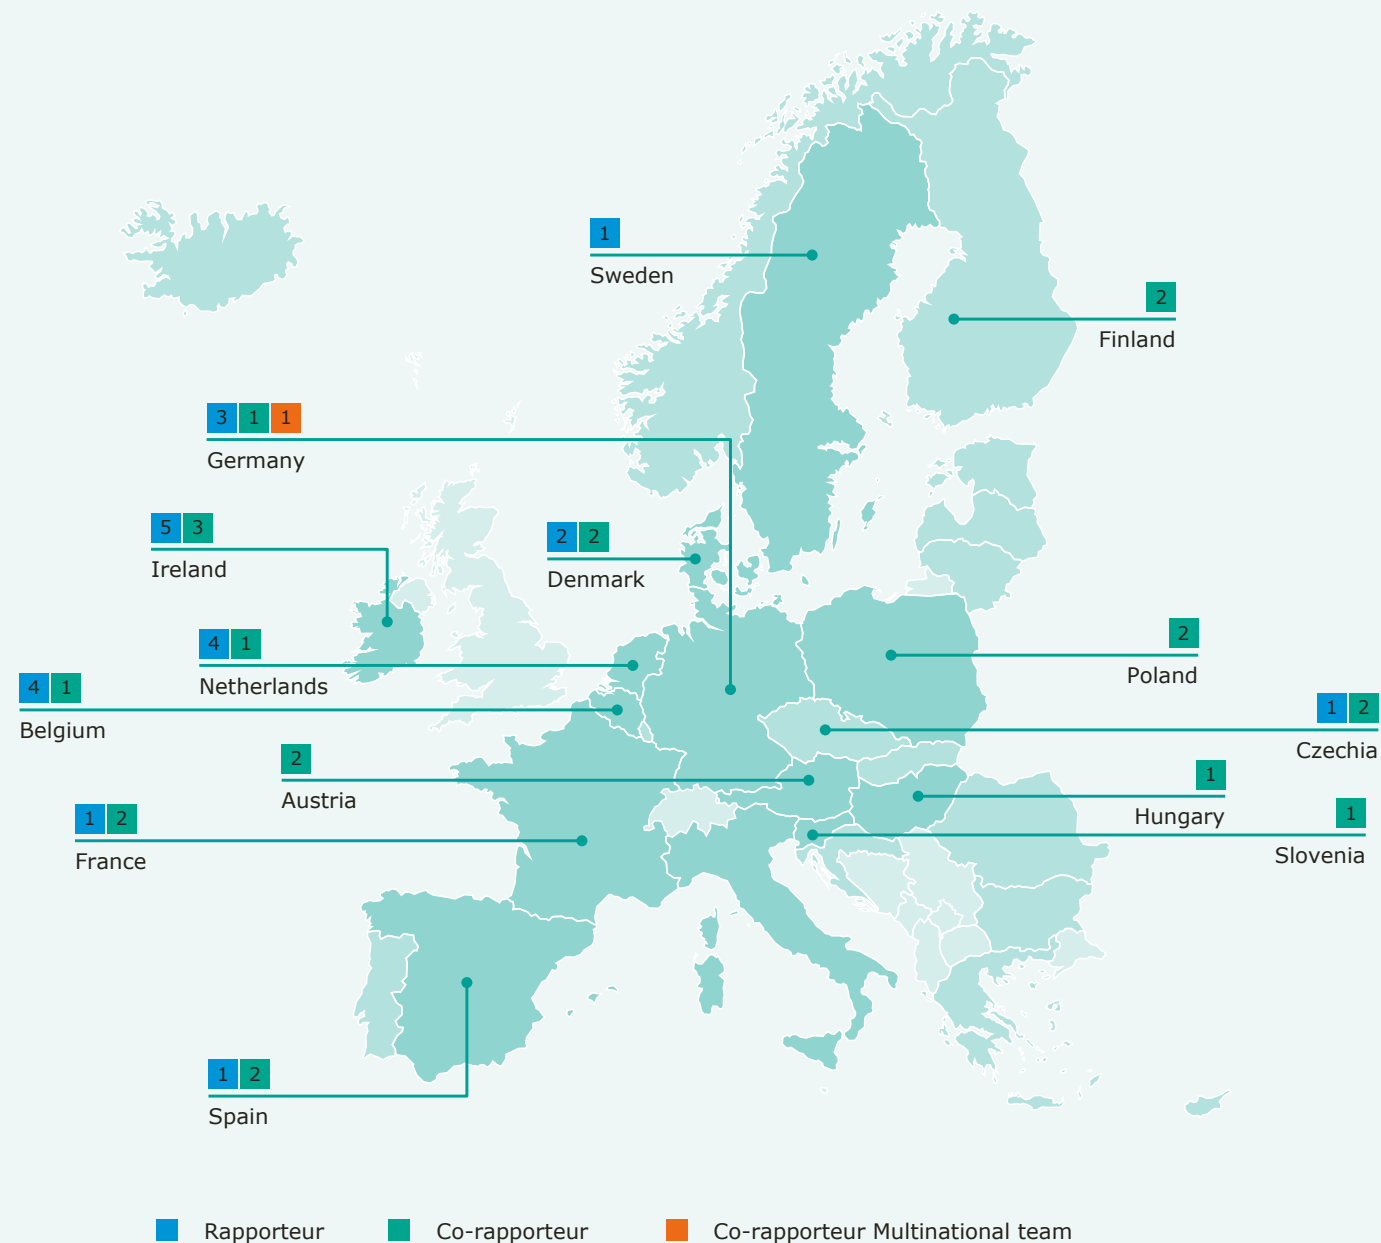 1
Sweden
2
Finland
3 1 1
Germany
5 3
Ireland
2 2
Denmark
4 1
Netherlands
2
Poland
4 1
Belgium
1 2
Czechia
2
Austria
1
Hungary
1 2
France
1
Slovenia
1 2
Spain
Rapporteur Co-rapporteur Co-rapporteur Multinational team